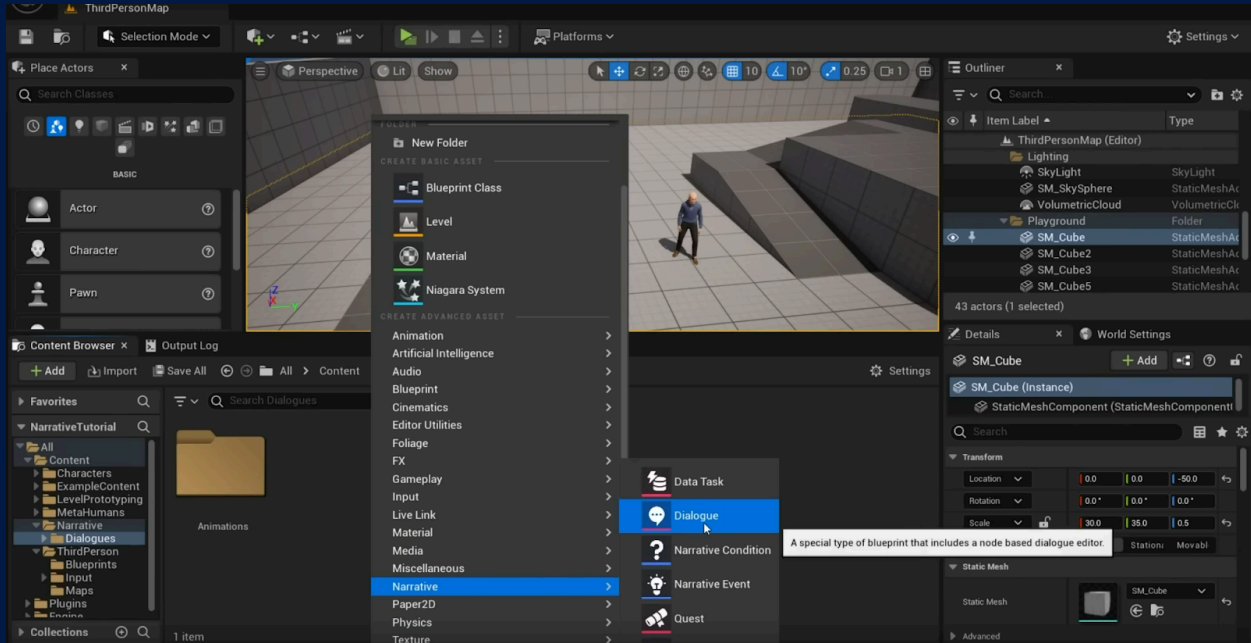 ThirdPersonMap
Selection Mode
Platforms
Settings
Place Actors
Search Classes
BASIC
Actor
Character
Pawn
Perspective
Lit
Show
10
10°
0.25
1
FOLDER
New Folder
CREATE BASIC ASSET
Blueprint Class
Level
Material
Niagara System
CREATE ADVANCED ASSET
Animation
Artificial Intelligence
Audio
Blueprint
Cinematics
Editor Utilities
Foliage
FX
Gameplay
Input
Live Link
Material
Media
Miscellaneous
Narrative
Paper2D
Physics
Texture
Data Task
Dialogue
Narrative Condition
Narrative Event
Quest
A special type of blueprint that includes a node based dialogue editor.
Z
X
Y
Outliner
Search...
Item Label
Type
ThirdPersonMap (Editor)
Lighting
SkyLight SkyLight
SM_SkySphere StaticMeshAc
VolumetricCloud VolumetricCl
Playground Folder
SM_Cube StaticMeshAc
SM_Cube2 StaticMeshAc
SM_Cube3 StaticMeshAc
SM_Cube5 StaticMeshAc
43 actors (1 selected)
Details
World Settings
SM_Cube
+ Add
SM_Cube (Instance)
StaticMeshComponent (StaticMeshComponent
Search
Transform
Location 0.0 0.0 -50.0
Rotation 0.0° 0.0° 0.0°
Scale 30.0 35.0 0.5
Station: Movabl
Static Mesh
Static Mesh
SM_Cube
Advanced
Content Browser
Output Log
+ Add
Import
Save All
All
Content
Settings
Favorites
Search Dialogues
NarrativeTutorial
All
Content
Characters
ExampleContent
LevelPrototyping
MetaHumans
Narrative
Dialogues
ThirdPerson
Blueprints
Input
Maps
Plugins
Engine
Collections
Animations
1 item